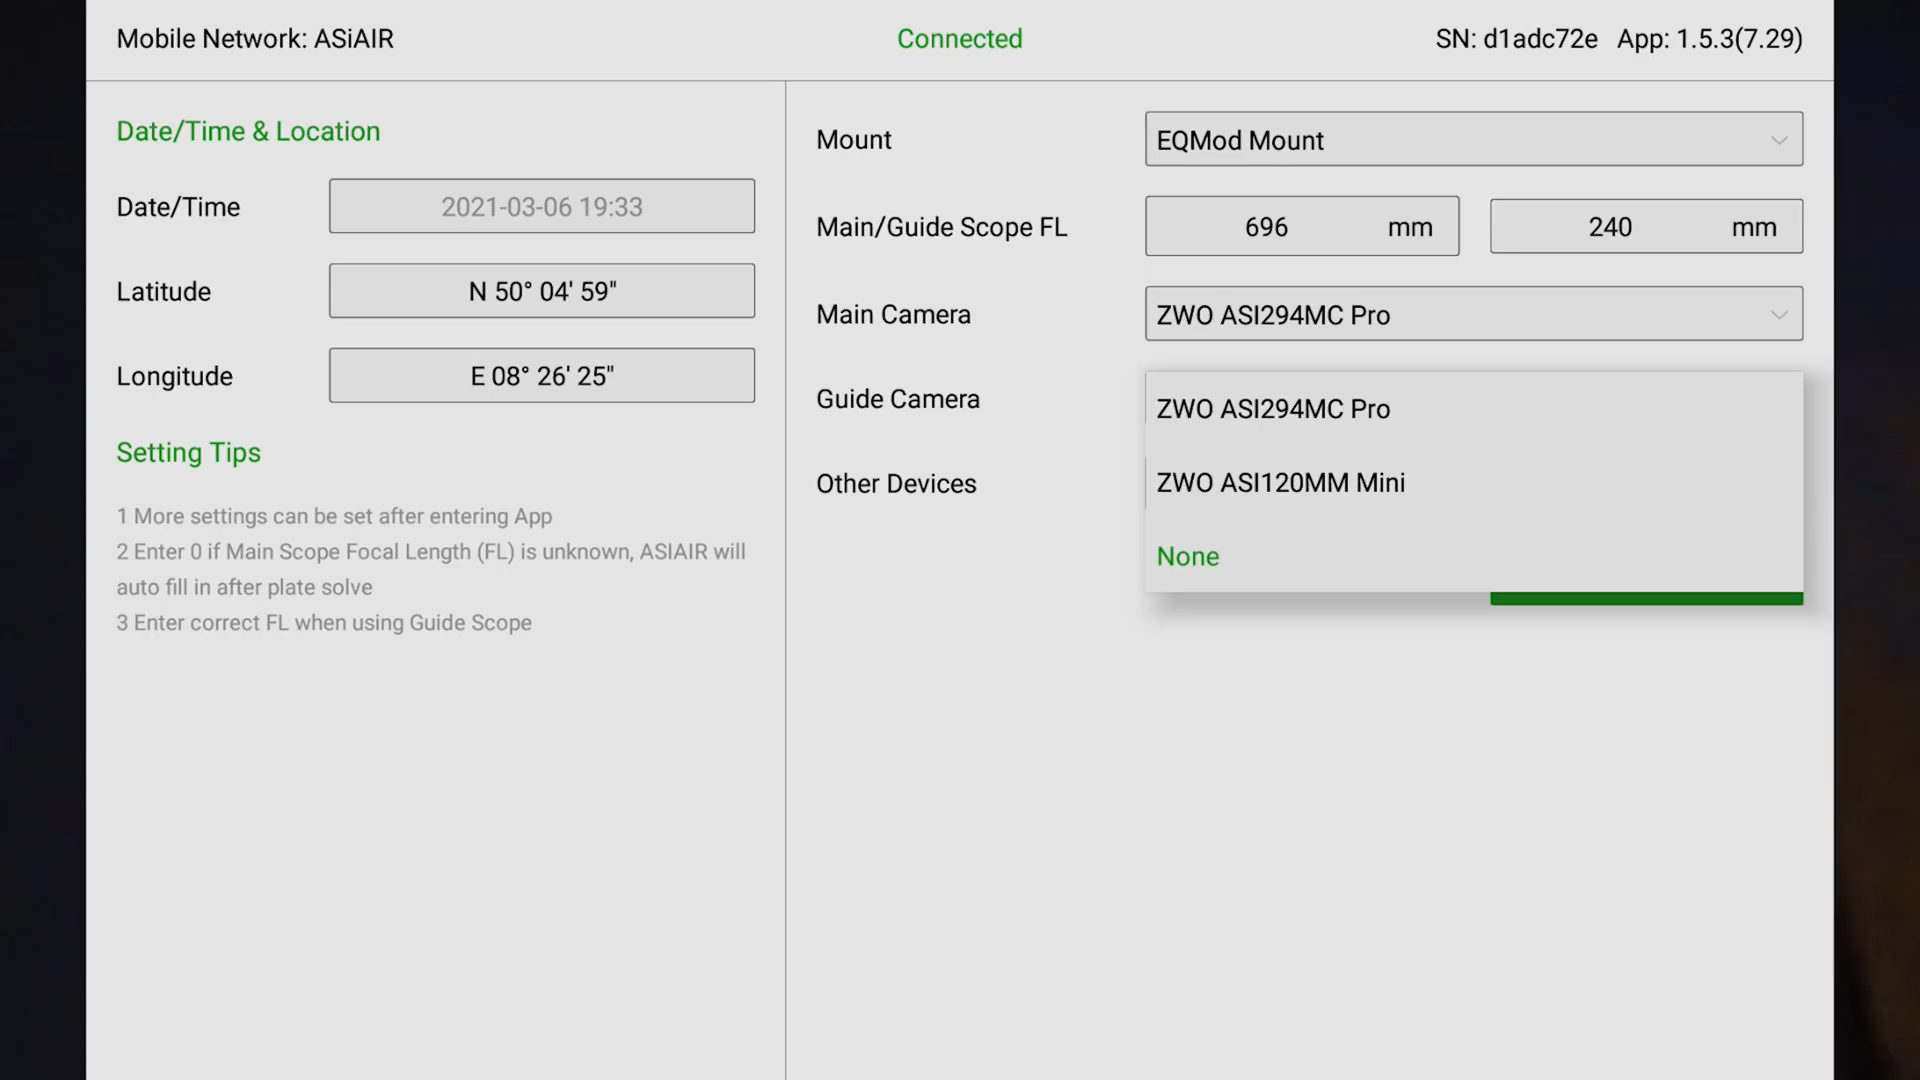 Mobile Network: ASiAIR
Connected
SN: d1adc72e App: 1.5.3(7.29)
Date/Time & Location
Date/Time
2021-03-06 19:33
Latitude
N 50° 04' 59"
Longitude
E 08° 26' 25"
Setting Tips
1 More settings can be set after entering App
2 Enter 0 if Main Scope Focal Length (FL) is unknown, ASIAIR will
auto fill in after plate solve
3 Enter correct FL when using Guide Scope
Mount
EQMod Mount
Main/Guide Scope FL
696 mm
240 mm
Main Camera
ZWO ASI294MC Pro
Guide Camera
ZWO ASI294MC Pro
Other Devices
ZWO ASI120MM Mini
None